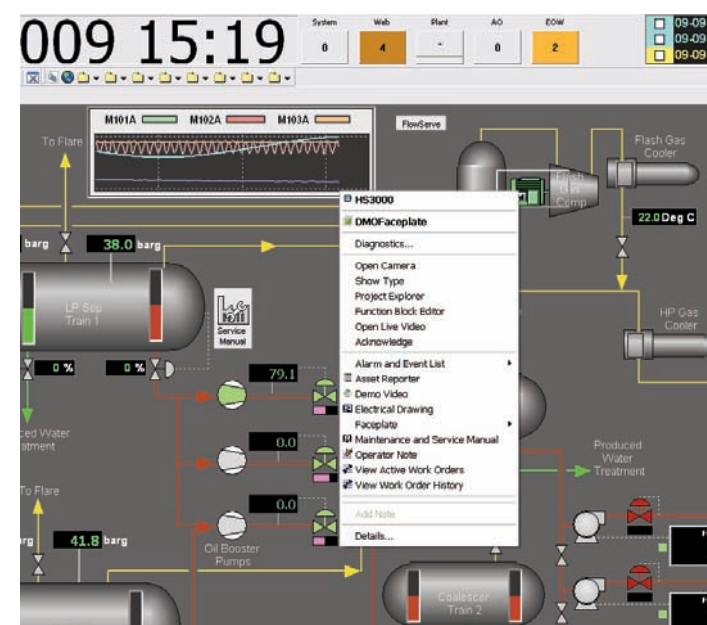 009 15:19
System Web Plant AO EOW
0 4 - 0 2
09-09
09-09
09-09
M101A M102A M103A
FlowServe
To Flare
Flash Gas
Cooler
Flash
Gas
Comp
MT
22.0 Deg C
barg
38.0 barg
LP Sep
Train 1
Service
Manual
HP Gas
Cooler
0 %
0 %
79.1
0.0
0.0
Water
Oil Booster
Pumps
To Flare
41.8 barg
HS3000
DMOFaceplate
Diagnostics...
Open Camera
Show Type
Project Explorer
Function Block Editor
Open Live Video
Acknowledge
Alarm and Event List
Asset Reporter
Demo Video
Electrical Drawing
Faceplate
Maintenance and Service Manual
Operator Note
View Active Work Orders
View Work Order History
Add Note
Details...
Produced
Water
Treatment
Coalescer
Train 2